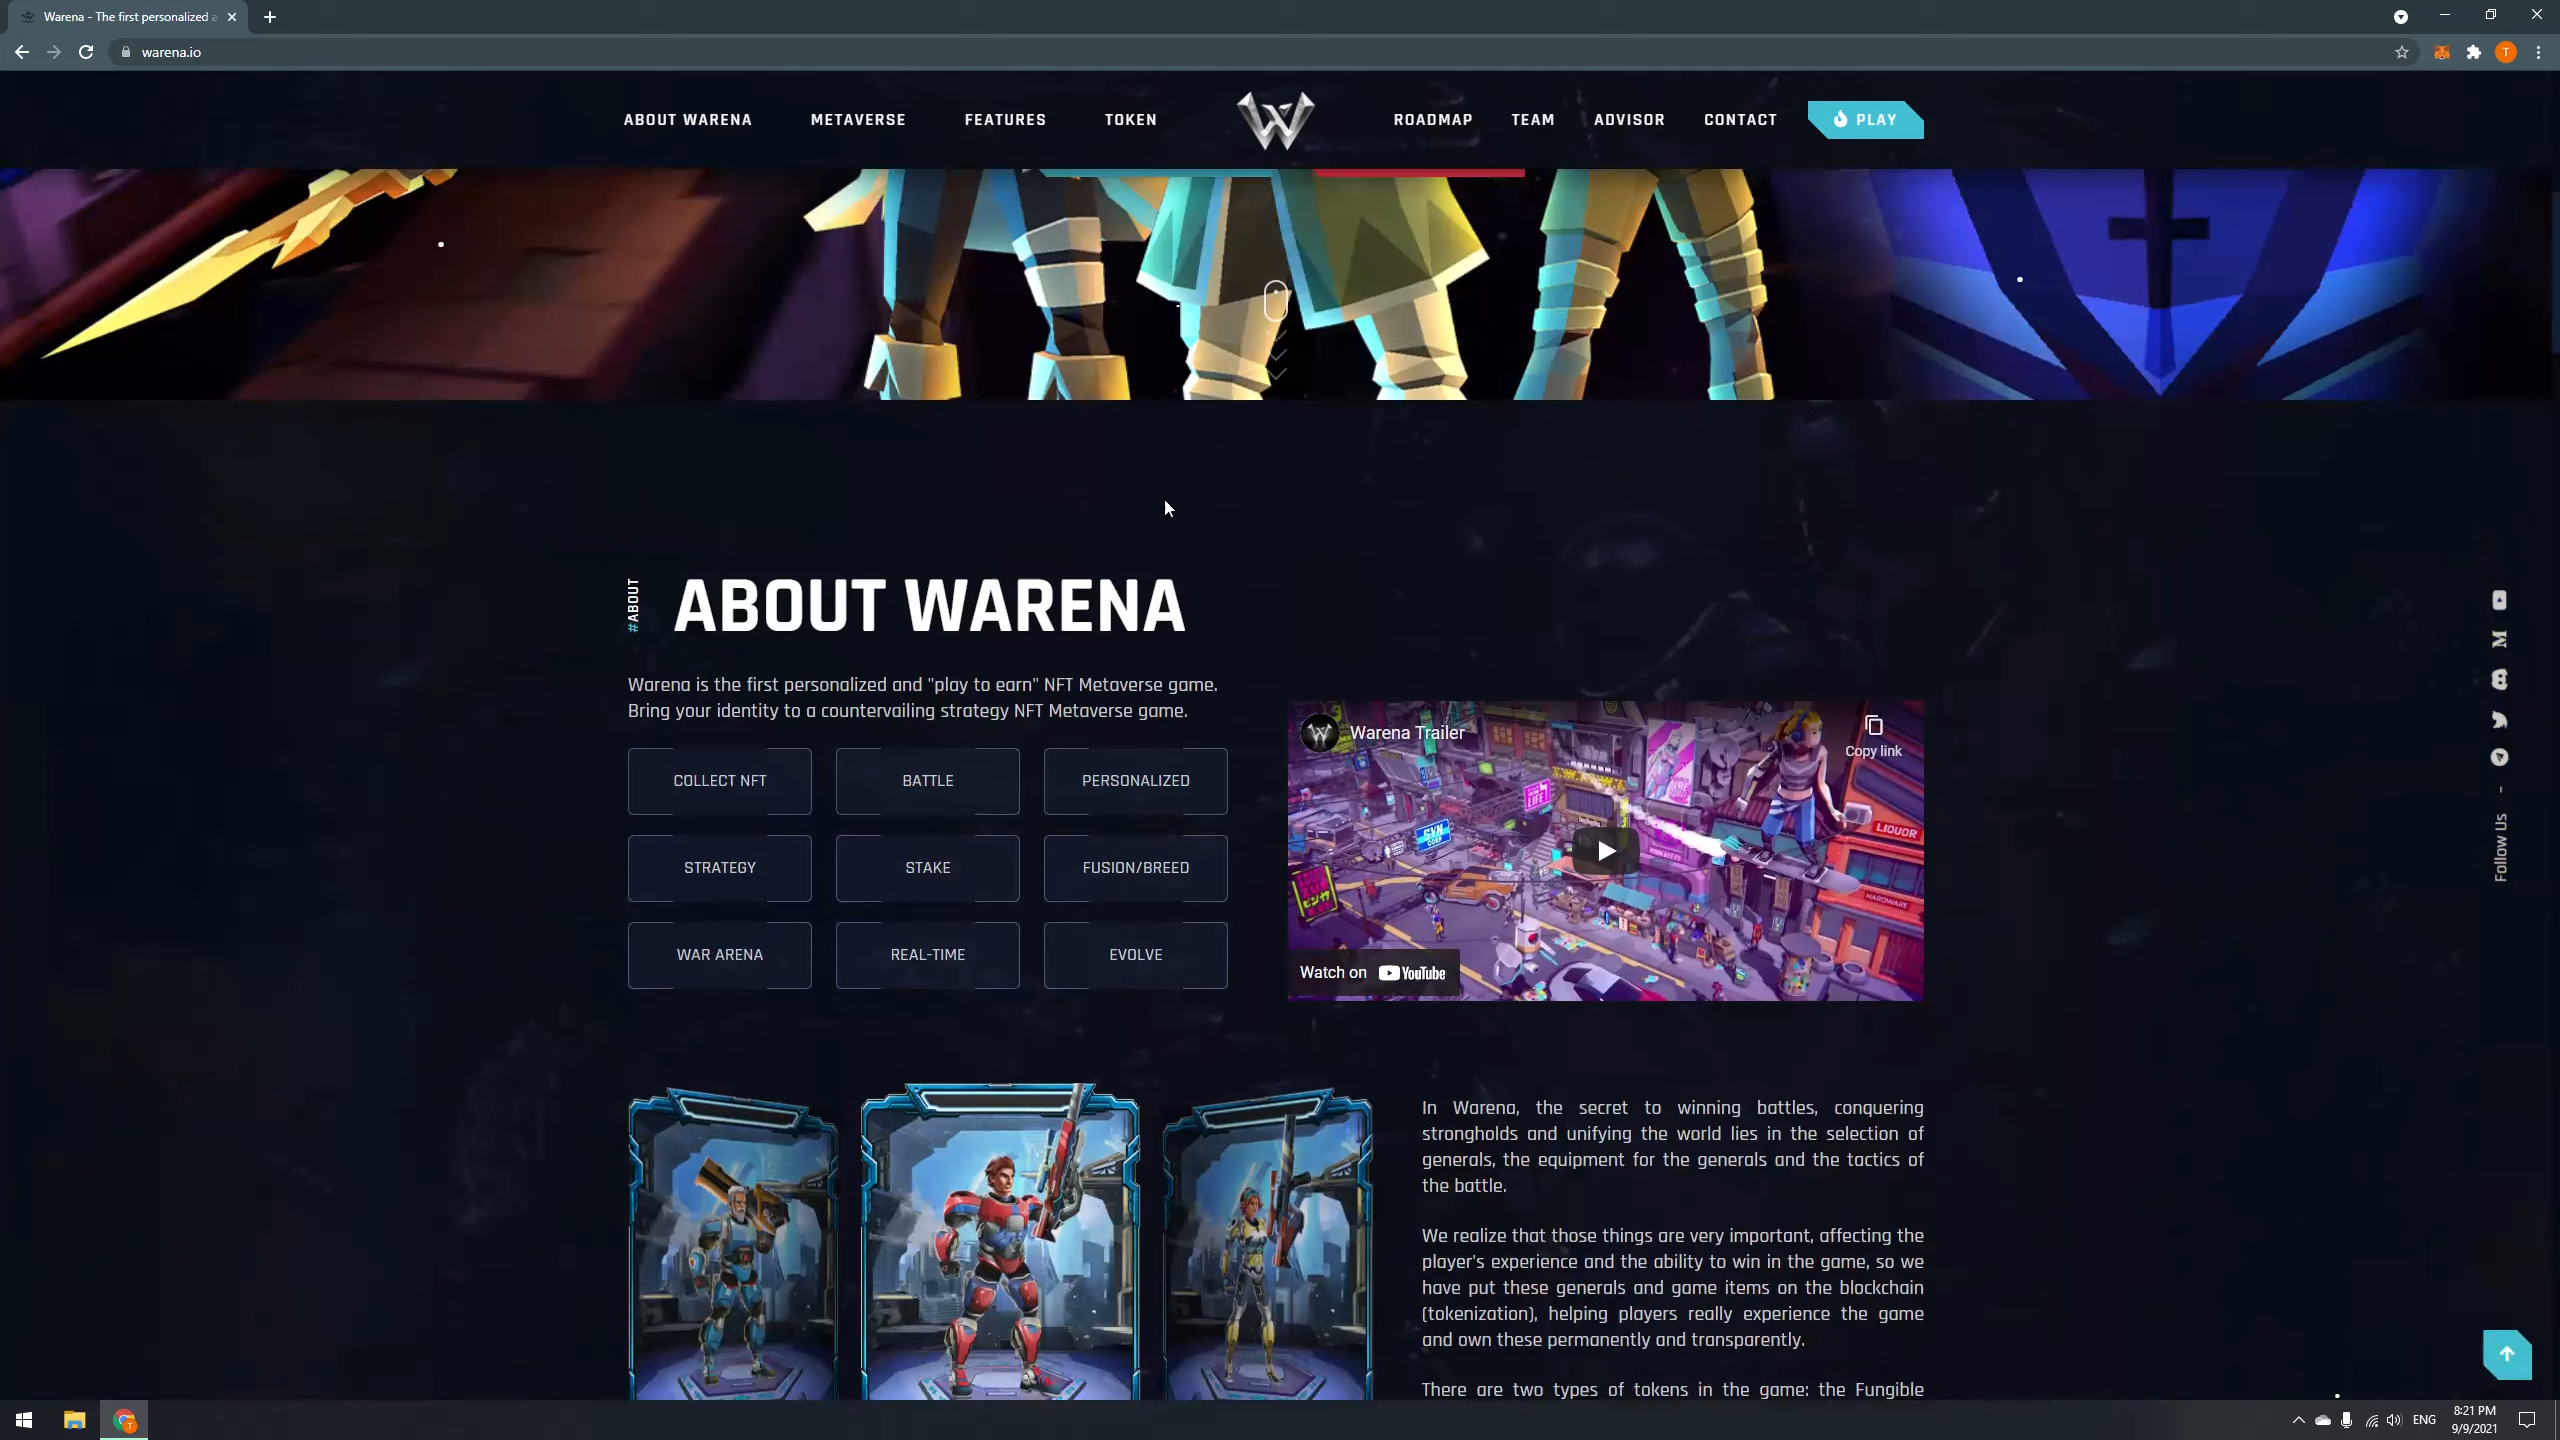 Warena - The first personalized a
warena.io
ABOUT WARENA
METAVERSE
FEATURES
TOKEN
ROADMAP
TEAM
ADVISOR
CONTACT
PLAY
#ABOUT
ABOUT WARENA
Warena is the first personalized and "play to earn" NFT Metaverse game.
Bring your identity to a countervailing strategy NFT Metaverse game.
COLLECT NFT
BATTLE
PERSONALIZED
STRATEGY
STAKE
FUSION/BREED
WAR ARENA
REAL-TIME
EVOLVE
Warena Trailer
Copy link
LIQUOR
HARDWARE
Watch on YouTube
Follow Us
In Warena, the secret to winning battles, conquering
strongholds and unifying the world lies in the selection of
generals, the equipment for the generals and the tactics of
the battle.
We realize that those things are very important, affecting the
player's experience and the ability to win in the game, so we
have put these generals and game items on the blockchain
(tokenization), helping players really experience the game
and own these permanently and transparently.
There are two types of tokens in the game: the Fungible
ENG
8:21 PM
9/9/2021